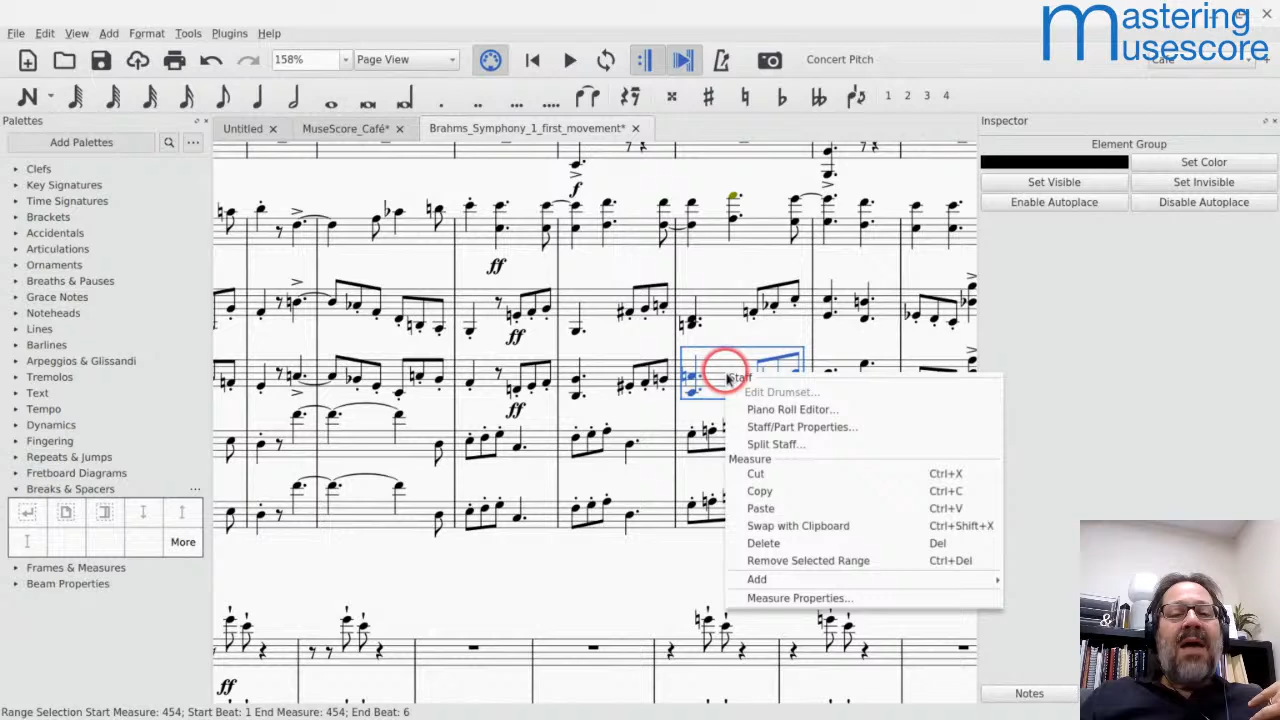 mastering
musescore
File Edit View Add Format Tools Plugins Help
158% Page View Concert Pitch
1 2 3 4
Palettes
Add Palettes
Clefs
Key Signatures
Time Signatures
Brackets
Accidentals
Articulations
Ornaments
Breaths & Pauses
Grace Notes
Noteheads
Lines
Barlines
Arpeggios & Glissandi
Tremolos
Text
Tempo
Dynamics
Fingering
Repeats & Jumps
Fretboard Diagrams
Breaks & Spacers
More
Frames & Measures
Beam Properties
Untitled MuseScore_Café* Brahms_Symphony_1_first_movement*
f
ff
ff
ff
ff
Staff
Edit Drumset...
Piano Roll Editor...
Staff/Part Properties...
Split Staff...
Measure
Cut Ctrl+X
Copy Ctrl+C
Paste Ctrl+V
Swap with Clipboard Ctrl+Shift+X
Delete Del
Remove Selected Range Ctrl+Del
Add
Measure Properties...
Inspector
Element Group
Set Color
Set Visible Set Invisible
Enable Autoplace Disable Autoplace
Notes
&
Range Selection Start Measure: 454; Start Beat: 1 End Measure: 454; End Beat: 6